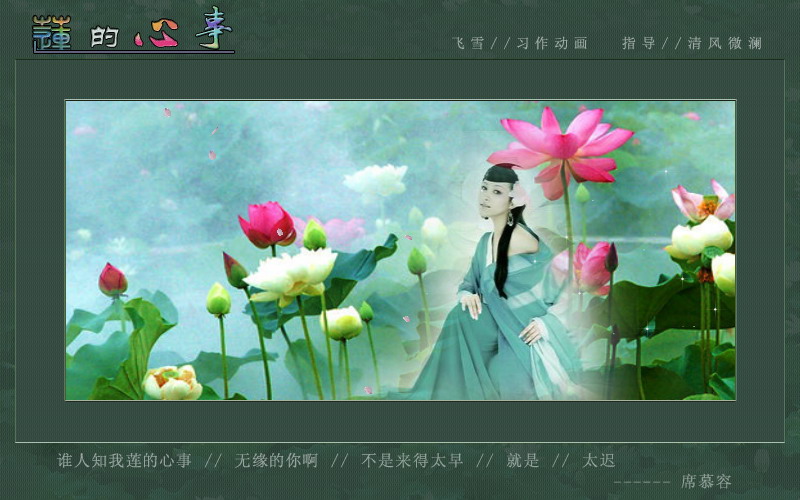 蓮的心事
飞雪//习作动画 指导//清风微澜
谁人知我莲的心事 // 无缘的你啊 // 不是来得太早 // 就是 // 太迟
------ 席慕容